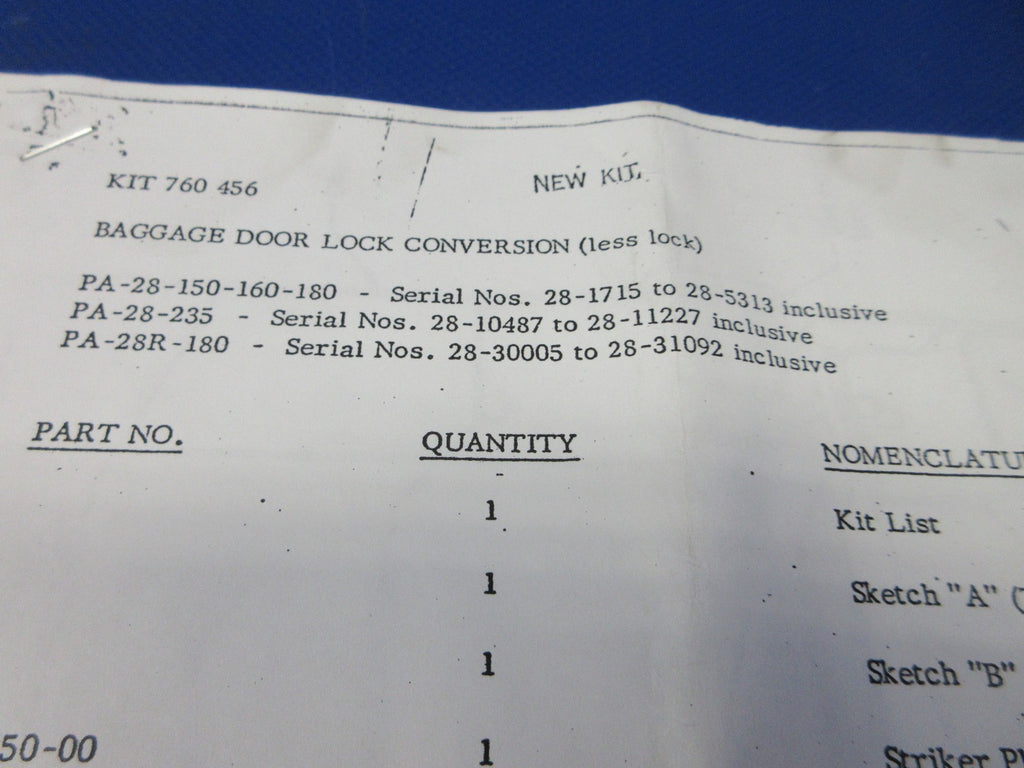 KIT 760 456 NEW KIT
BAGGAGE DOOR LOCK CONVERSION (less lock)
PA-28-150-160-180 - Serial Nos. 28-1715 to 28-5313 inclusive
PA-28-235 - Serial Nos. 28-10487 to 28-11227 inclusive
PA-28R-180 - Serial Nos. 28-30005 to 28-31092 inclusive
PART NO. QUANTITY NOMENCLATU
1 Kit List
1 Sketch "A" (
1 Sketch "B"
50-00 1 Striker